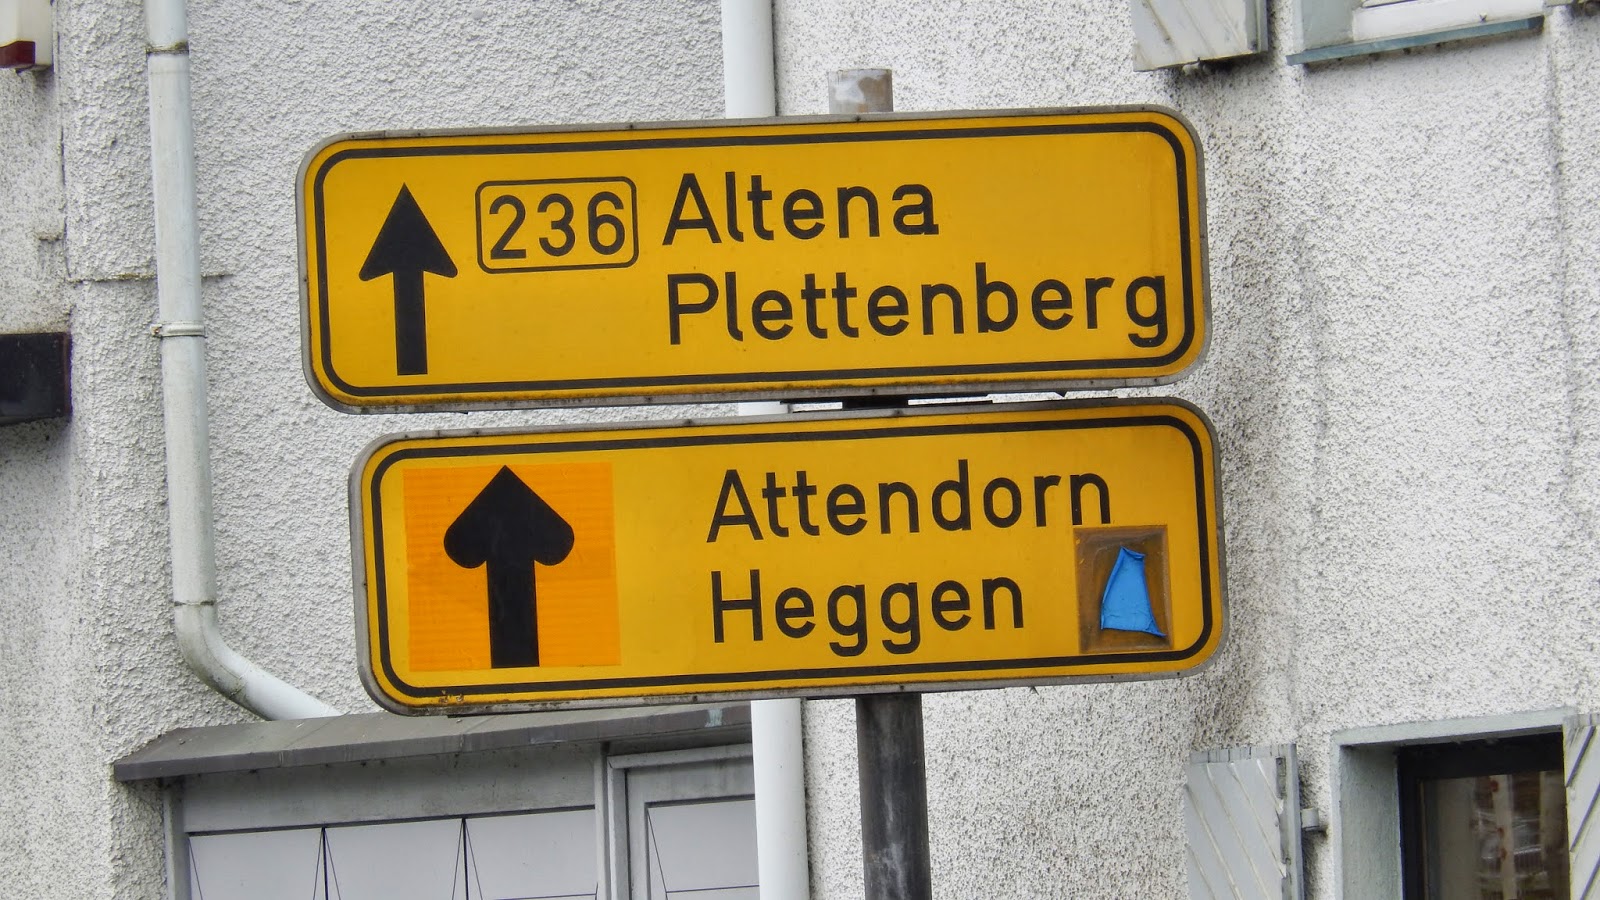 236 Altena
Plettenberg
Attendorn
Heggen